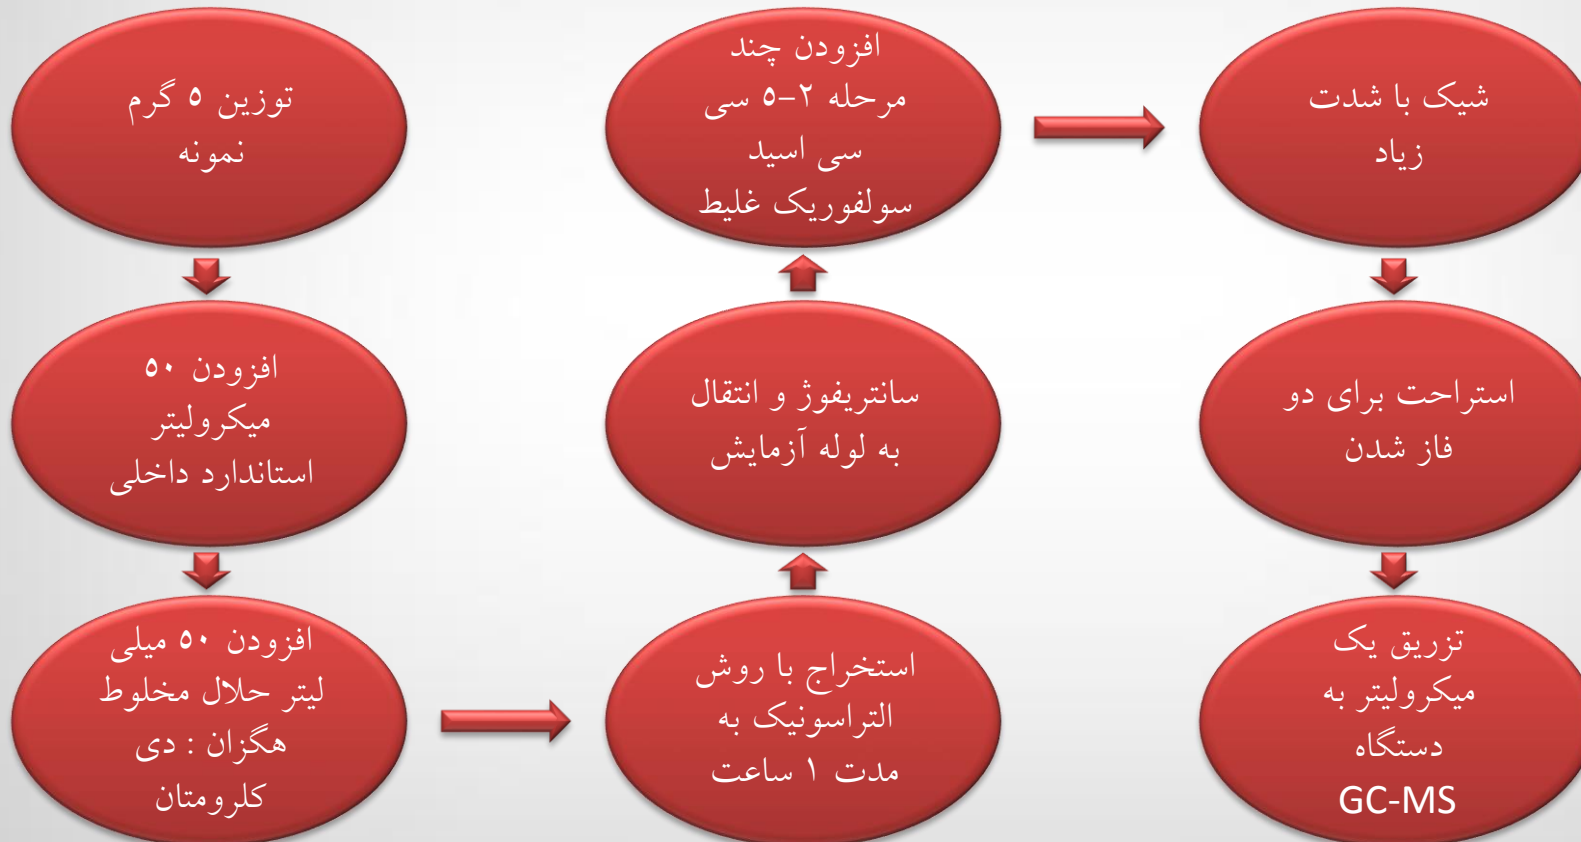 توزین ۵ گرم
نمونه
افزودن ۵۰
میکرولیتر
استاندارد داخلی
افزودن ۵۰ میلی
لیتر حلال مخلوط
هگزان : دی
کلرومتان
استخراج با روش
التراسونیک به
مدت ۱ ساعت
سانتریفوژ و انتقال
به لوله آزمایش
افزودن چند
مرحله ۲-۵ سی
سی اسید
سولفوریک غلیط
شیک با شدت
زیاد
استراحت برای دو
فاز شدن
تزریق یک
میکرولیتر به
دستگاه
GC-MS